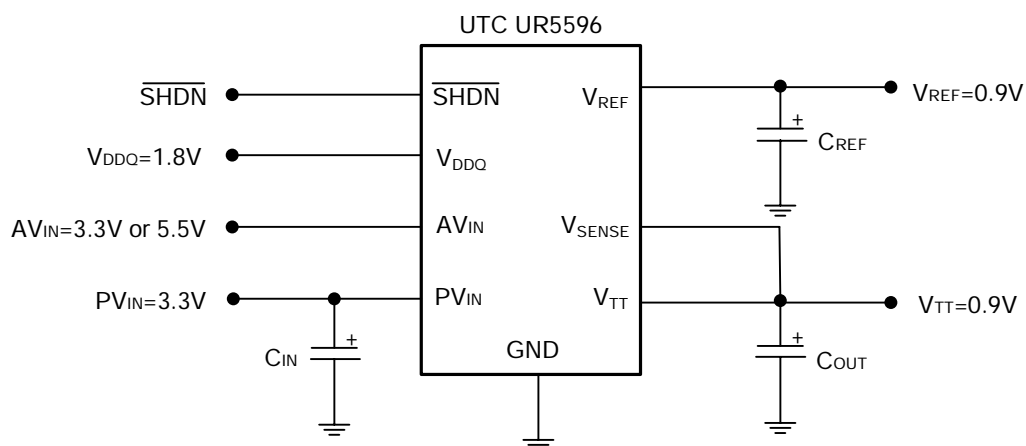 UTC UR5596
SHDN
SHDN
VREF
VREF=0.9V
+
CREF
VDDQ=1.8V
VDDQ
AVIN=3.3V or 5.5V
AVIN
VSENSE
PVIN=3.3V
PVIN
VTT
VTT=0.9V
+
CIN
GND
+
COUT